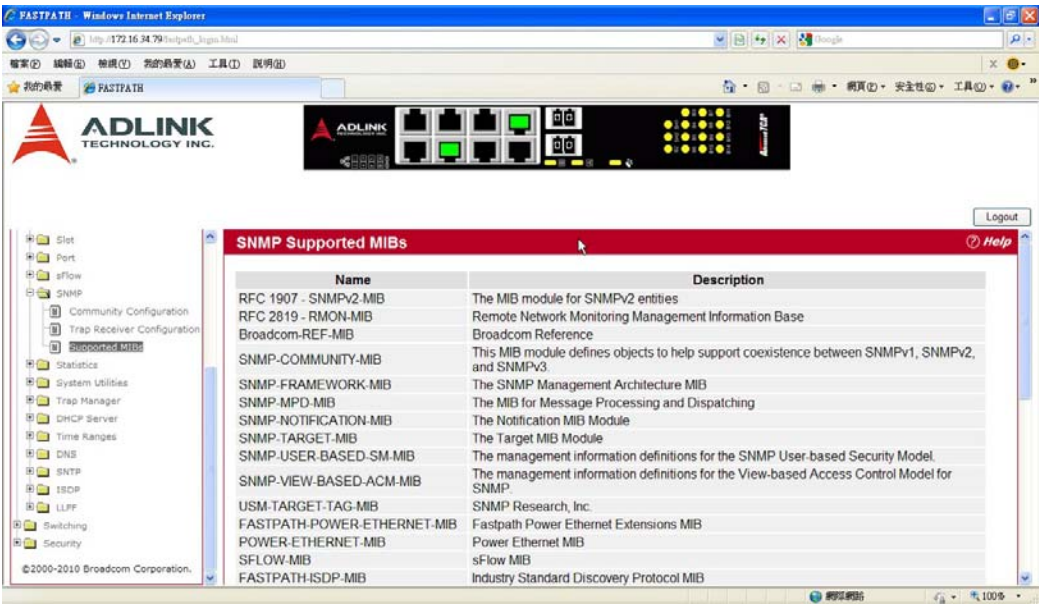 FASTPATH - Windows Internet Explorer
http://172.16.34.79/fastpath_login.html
Google
檔案(F) 編輯(E) 檢視(V) 我的最愛(A) 工具(T) 說明(H)
我的最愛 FASTPATH
網頁(P) 安全性(S) 工具(O)
ADLINK
TECHNOLOGY INC.
ADLINK
TECHNOLOGY INC.
Logout
Slot
Port
sFlow
SNMP
Community Configuration
Trap Receiver Configuration
Supported MIBs
Statistics
System Utilities
Trap Manager
DHCP Server
Time Ranges
DNS
SNTP
ISDP
LLPF
Switching
Security
©2000-2010 Broadcom Corporation.
SNMP Supported MIBs
Help
Name Description
RFC 1907 - SNMPv2-MIB The MIB module for SNMPv2 entities
RFC 2819 - RMON-MIB Remote Network Monitoring Management Information Base
Broadcom-REF-MIB Broadcom Reference
SNMP-COMMUNITY-MIB This MIB module defines objects to help support coexistence between SNMPv1, SNMPv2, and SNMPv3.
SNMP-FRAMEWORK-MIB The SNMP Management Architecture MIB
SNMP-MPD-MIB The MIB for Message Processing and Dispatching
SNMP-NOTIFICATION-MIB The Notification MIB Module
SNMP-TARGET-MIB The Target MIB Module
SNMP-USER-BASED-SM-MIB The management information definitions for the SNMP User-based Security Model.
SNMP-VIEW-BASED-ACM-MIB The management information definitions for the View-based Access Control Model for SNMP.
USM-TARGET-TAG-MIB SNMP Research, Inc.
FASTPATH-POWER-ETHERNET-MIB Fastpath Power Ethernet Extensions MIB
POWER-ETHERNET-MIB Power Ethernet MIB
SFLOW-MIB sFlow MIB
FASTPATH-ISDP-MIB Industry Standard Discovery Protocol MIB
網際網路 100%